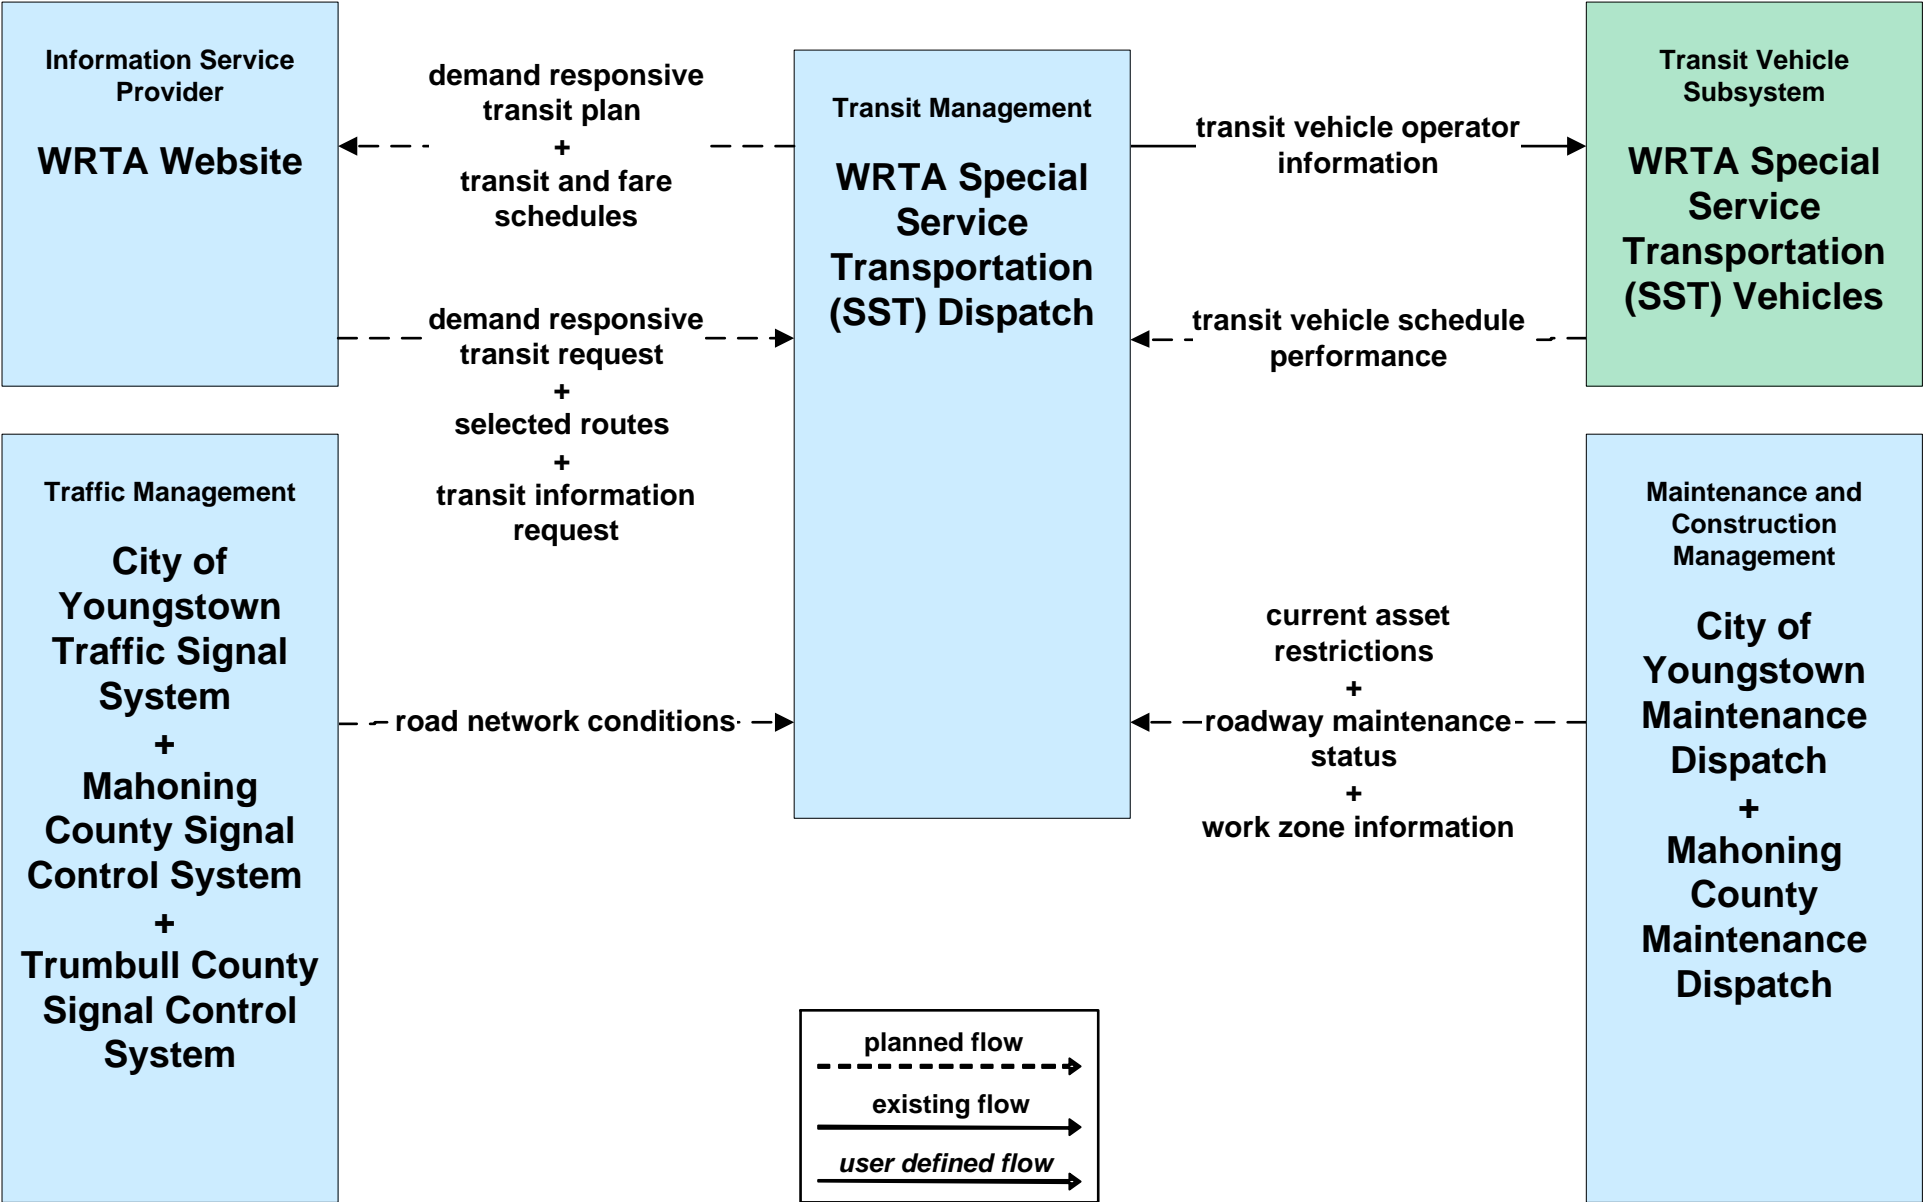 Information Service
Provider
WRTA Website
demand responsive
transit plan
+
transit and fare
schedules
demand responsive
transit request
+
selected routes
+
transit information
request
Transit Management
WRTA Special
Service
Transportation
(SST) Dispatch
transit vehicle operator
information
transit vehicle schedule
performance
Transit Vehicle
Subsystem
WRTA Special
Service
Transportation
(SST) Vehicles
Traffic Management
City of
Youngstown
Traffic Signal
System
+
Mahoning
County Signal
Control System
+
Trumbull County
Signal Control
System
road network conditions
current asset
restrictions
+
roadway maintenance
status
+
work zone information
Maintenance and
Construction
Management
City of
Youngstown
Maintenance
Dispatch
+
Mahoning
County
Maintenance
Dispatch
planned flow
existing flow
user defined flow